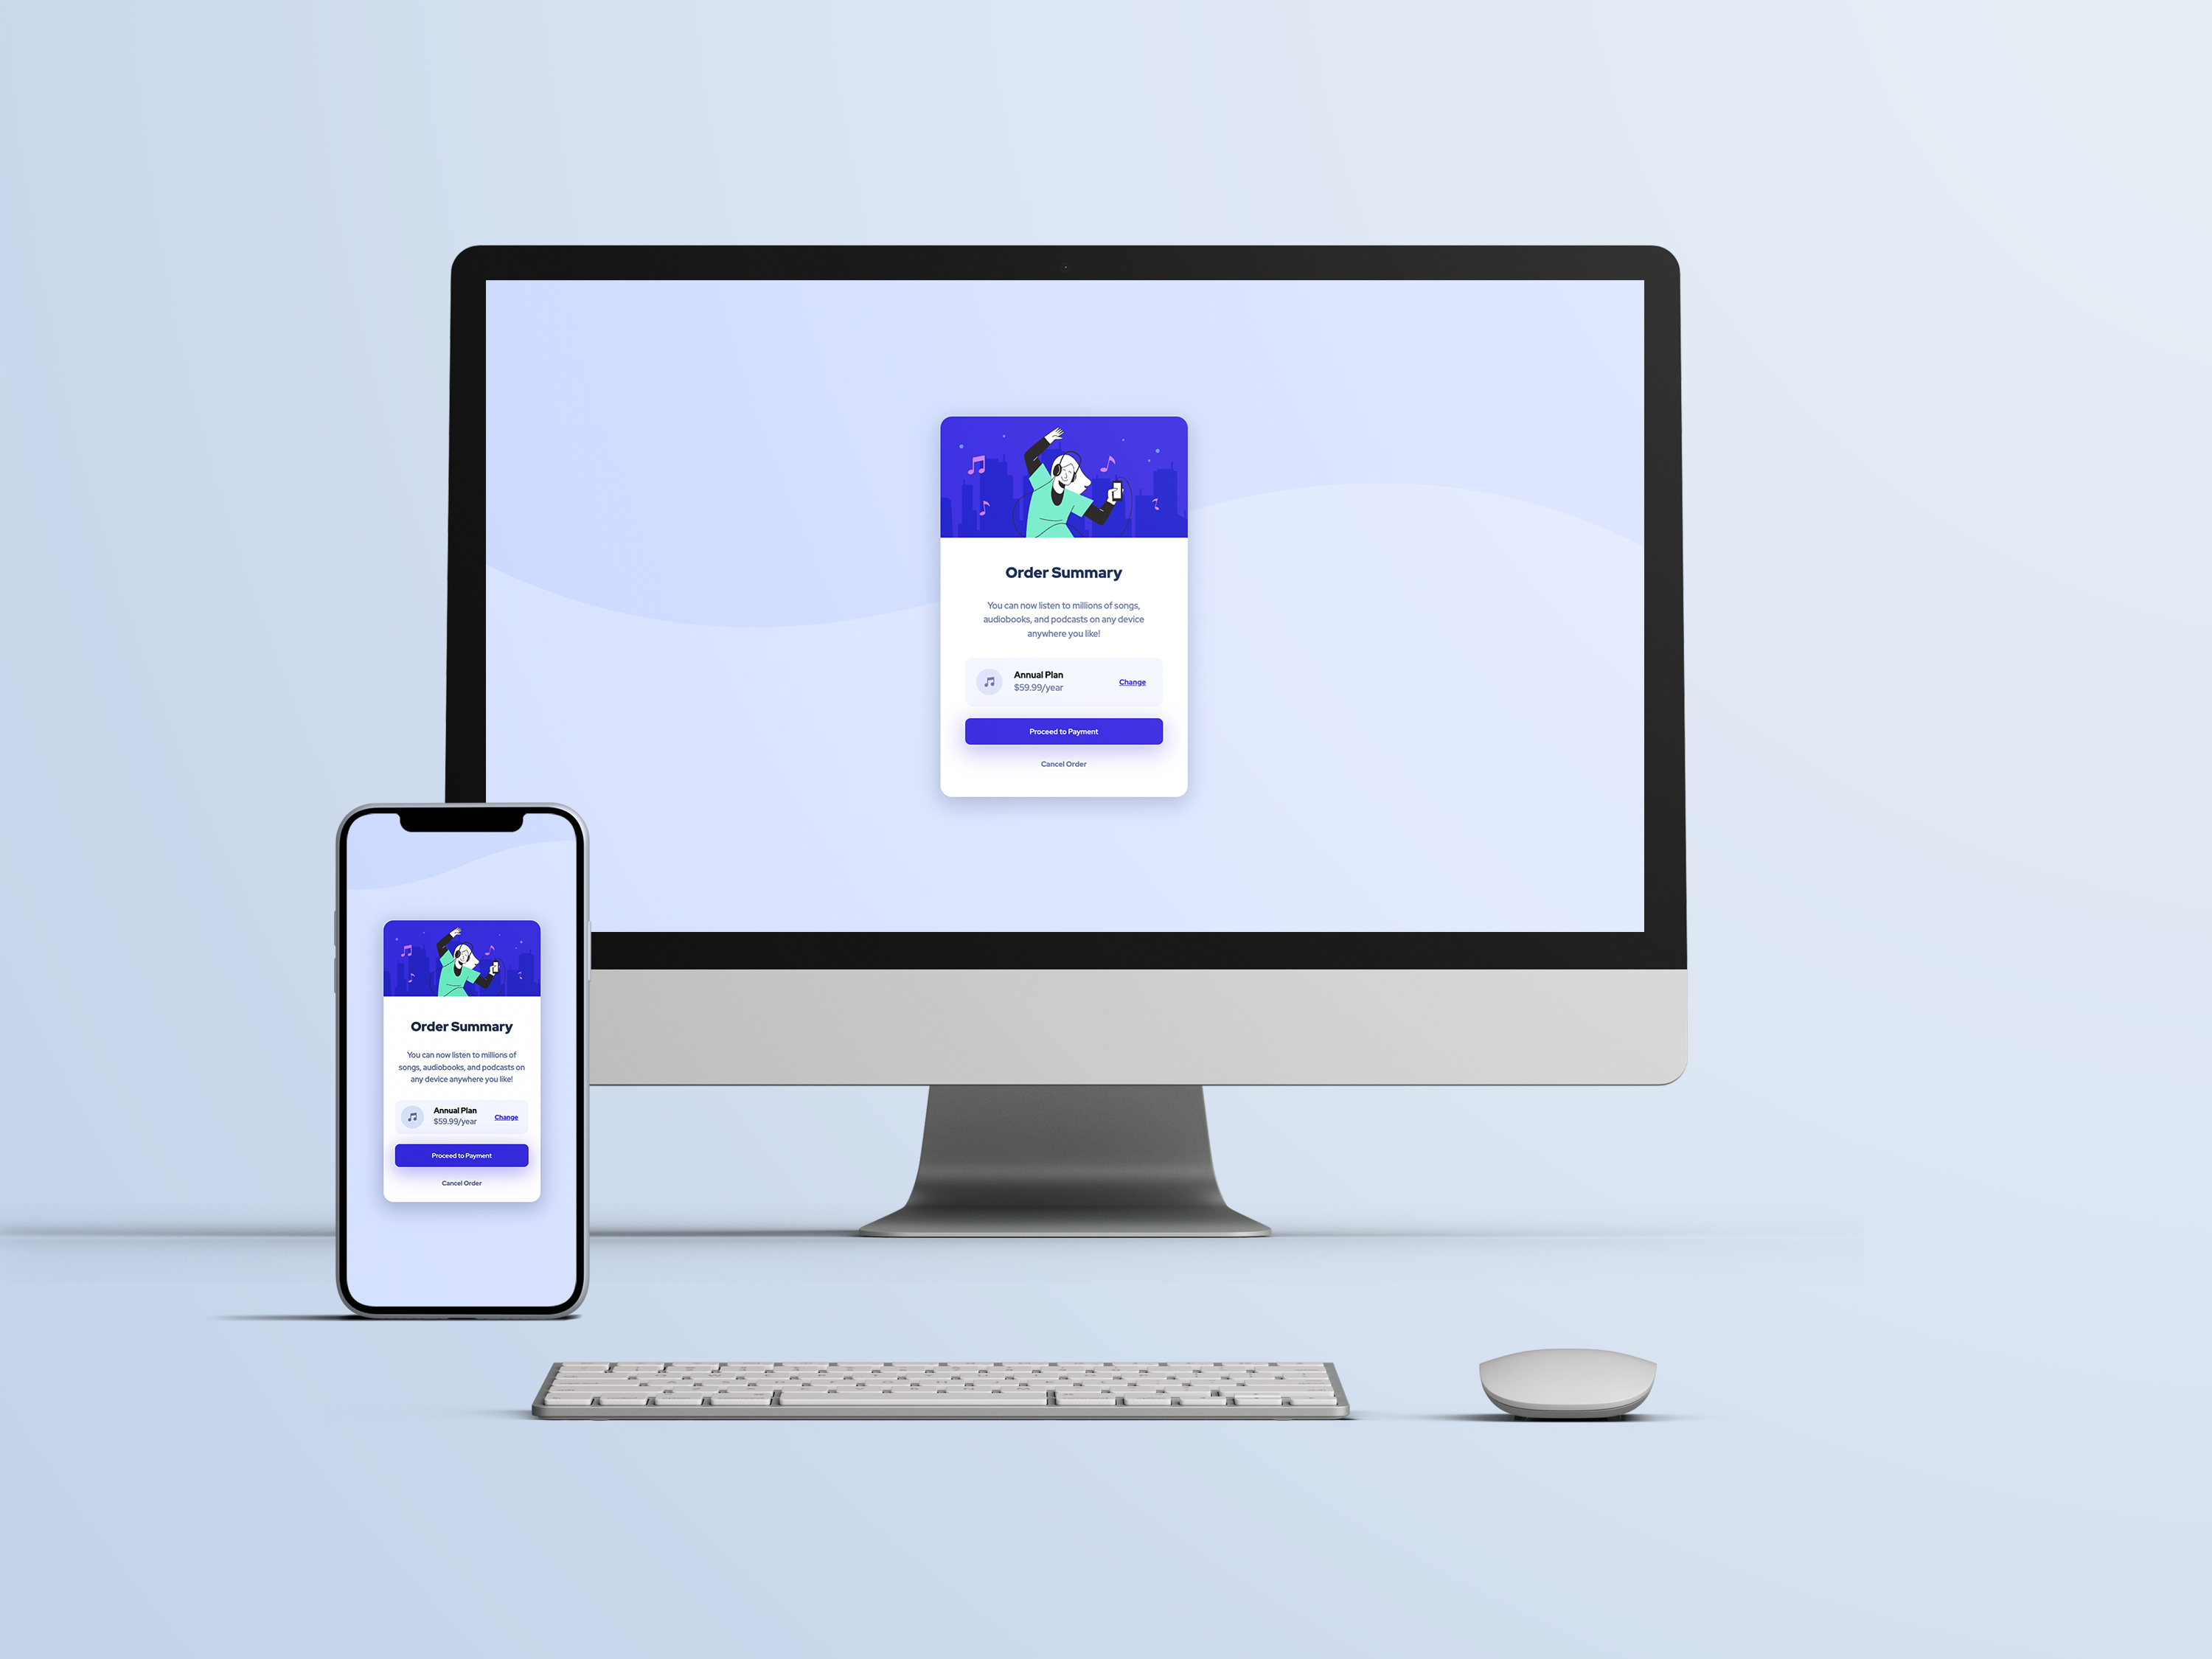 Order Summary
You can now listen to millions of songs,
audiobooks, and podcasts on any device
anywhere you like!
Annual Plan
$59.99/year
Change
Proceed to Payment
Cancel Order
Order Summary
You can now listen to millions of
songs, audiobooks, and podcasts on
any device anywhere you like!
Annual Plan
$59.99/year
Change
Proceed to Payment
Cancel Order